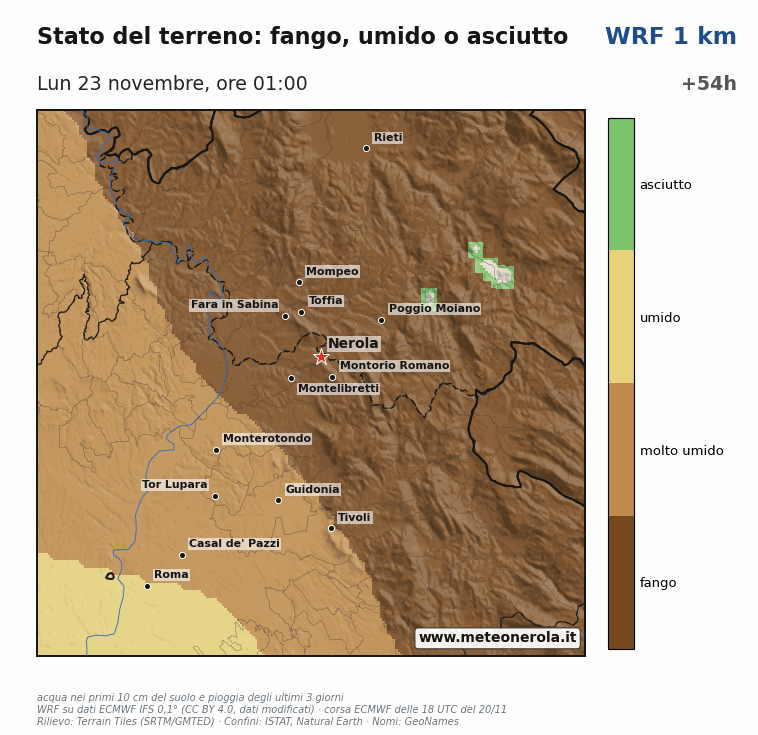 Stato del terreno: fango, umido o asciutto
WRF 1 km
Lun 23 novembre, ore 01:00
+54h
Rieti
asciutto
Mompeo
Fara in Sabina
Toffia
Poggio Moiano
umido
Nerola
Montorio Romano
Montelibretti
Monterotondo
molto umido
Tor Lupara
Guidonia
Tivoli
Casal de' Pazzi
Roma
fango
www.meteonerola.it
acqua nei primi 10 cm del suolo e pioggia degli ultimi 3 giorni
WRF su dati ECMWF IFS 0,1° (CC BY 4.0, dati modificati) · corsa ECMWF delle 18 UTC del 20/11
Rilievo: Terrain Tiles (SRTM/GMTED) · Confini: ISTAT, Natural Earth · Nomi: GeoNames